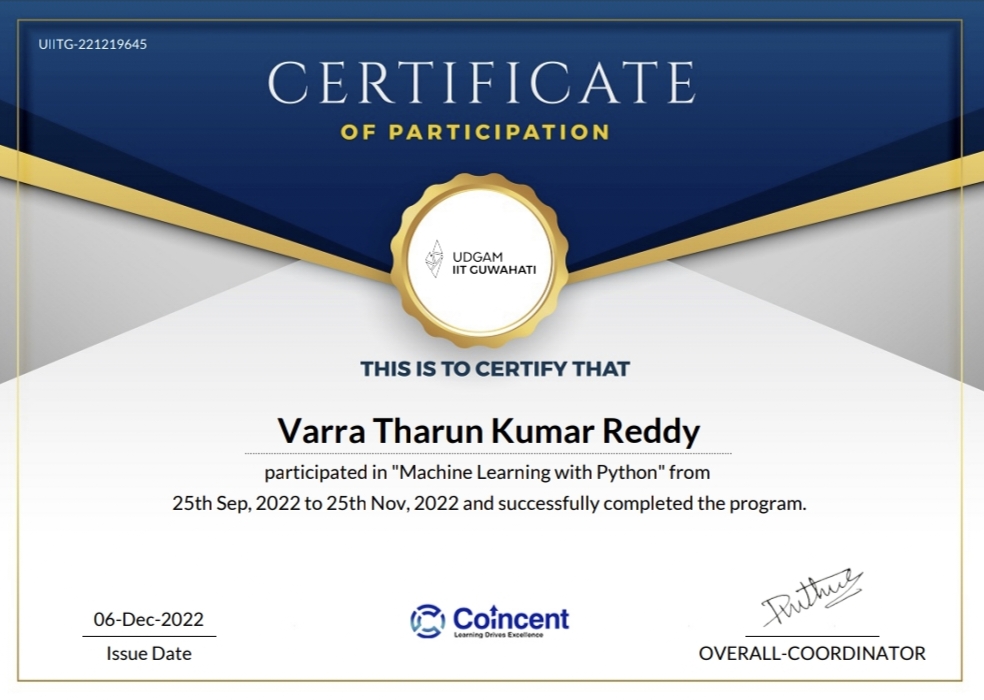 UIITG-221219645
CERTIFICATE
OF PARTICIPATION
UDGAM
IIT GUWAHATI
THIS IS TO CERTIFY THAT
Varra Tharun Kumar Reddy
participated in "Machine Learning with Python" from
25th Sep, 2022 to 25th Nov, 2022 and successfully completed the program.
06-Dec-2022
Issue Date
Coincent
Learning Drives Excellence
OVERALL-COORDINATOR